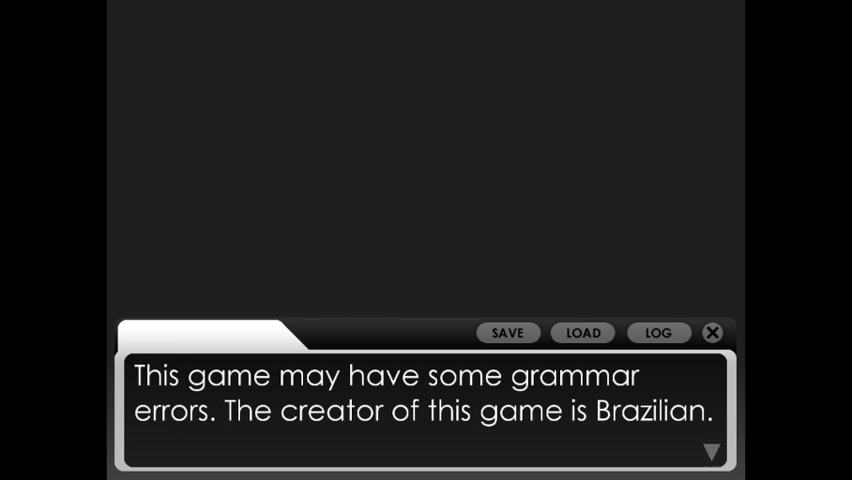 SAVE LOAD LOG
This game may have some grammar
errors. The creator of this game is Brazilian.